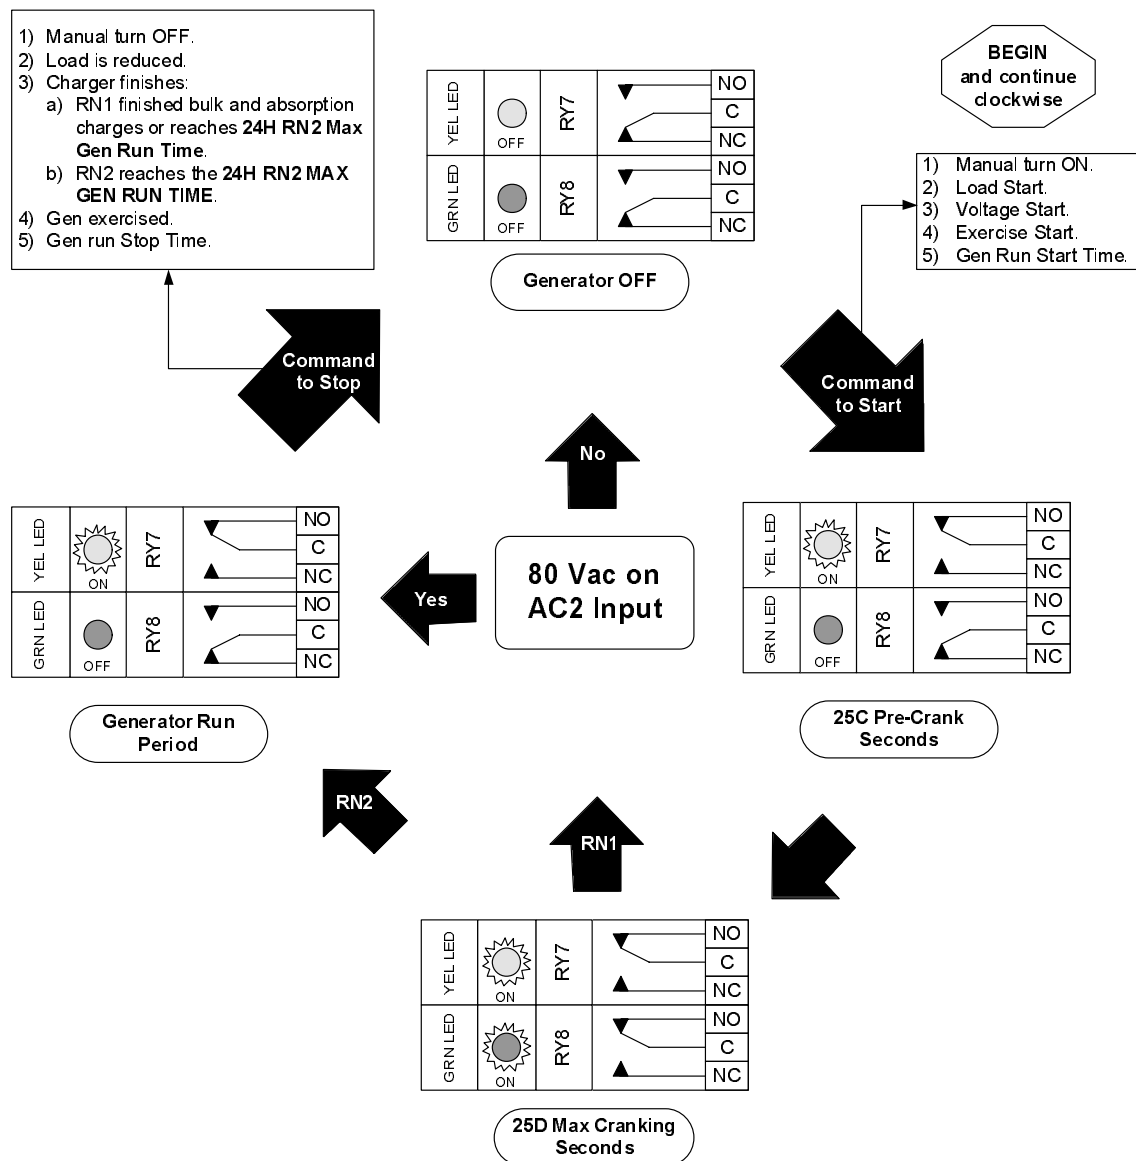 1) Manual turn OFF.
2) Load is reduced.
3) Charger finishes:
a) RN1 finished bulk and absorption
charges or reaches 24H RN2 Max
Gen Run Time.
b) RN2 reaches the 24H RN2 MAX
GEN RUN TIME.
4) Gen exercised.
5) Gen run Stop Time.
YEL LED
OFF
RY7
NO
C
NC
GRN LED
OFF
RY8
NO
C
NC
Generator OFF
BEGIN
and continue
clockwise
1) Manual turn ON.
2) Load Start.
3) Voltage Start.
4) Exercise Start.
5) Gen Run Start Time.
Command
to Stop
Command
to Start
No
YEL LED
ON
RY7
NO
C
NC
GRN LED
OFF
RY8
NO
C
NC
Generator Run
Period
Yes
80 Vac on
AC2 Input
YEL LED
ON
RY7
NO
C
NC
GRN LED
OFF
RY8
NO
C
NC
25C Pre-Crank
Seconds
RN2
RN1
YEL LED
ON
RY7
NO
C
NC
GRN LED
ON
RY8
NO
C
NC
25D Max Cranking
Seconds